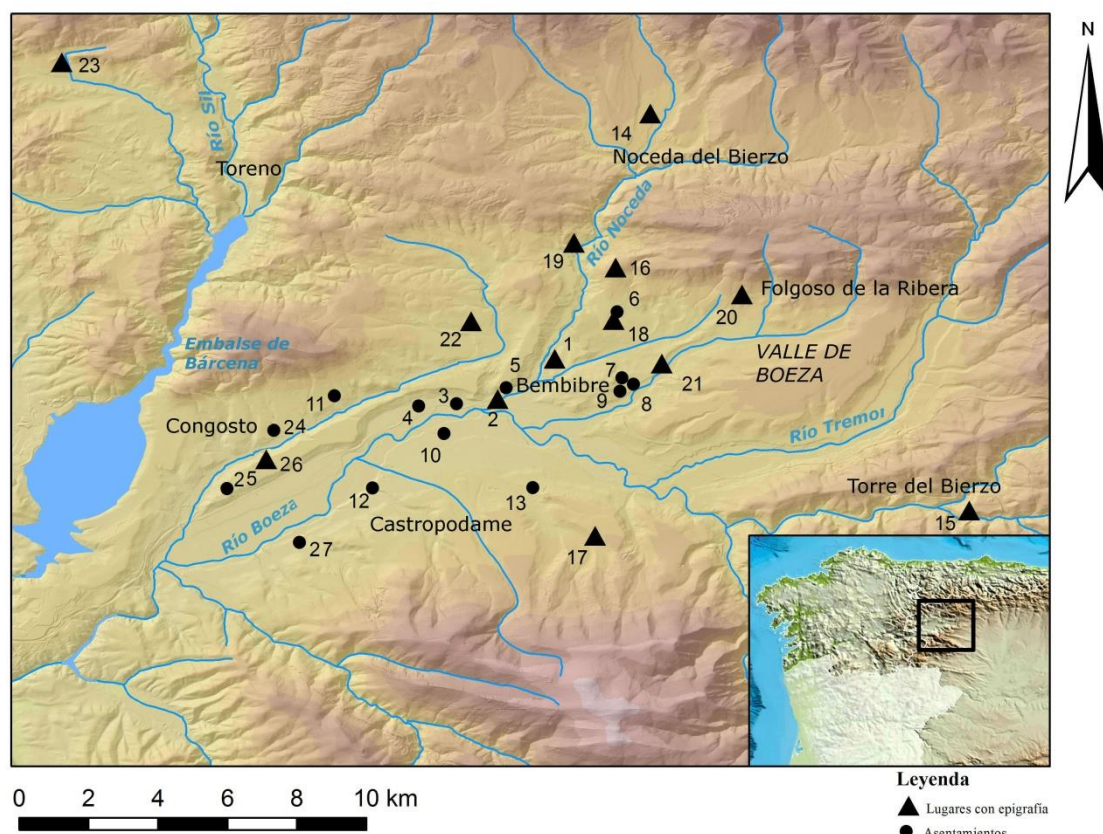 N
23
14
Río Sil
Toreno
Noceda del Bierzo
Río Noceda
19
16
6
Folgoso de la Ribera
20
18
22
1
VALLE DE
BOEZA
Embalse de
Bárcena
5
7
Bembibre
21
9
8
11
3
4
2
Congosto
24
10
Río Tremor
26
25
12
13
Torre del Bierzo
15
Río Boeza
Castropodame
17
27
0 2 4 6 8 10 km
Leyenda
Lugares con epigrafía
Asentamientos